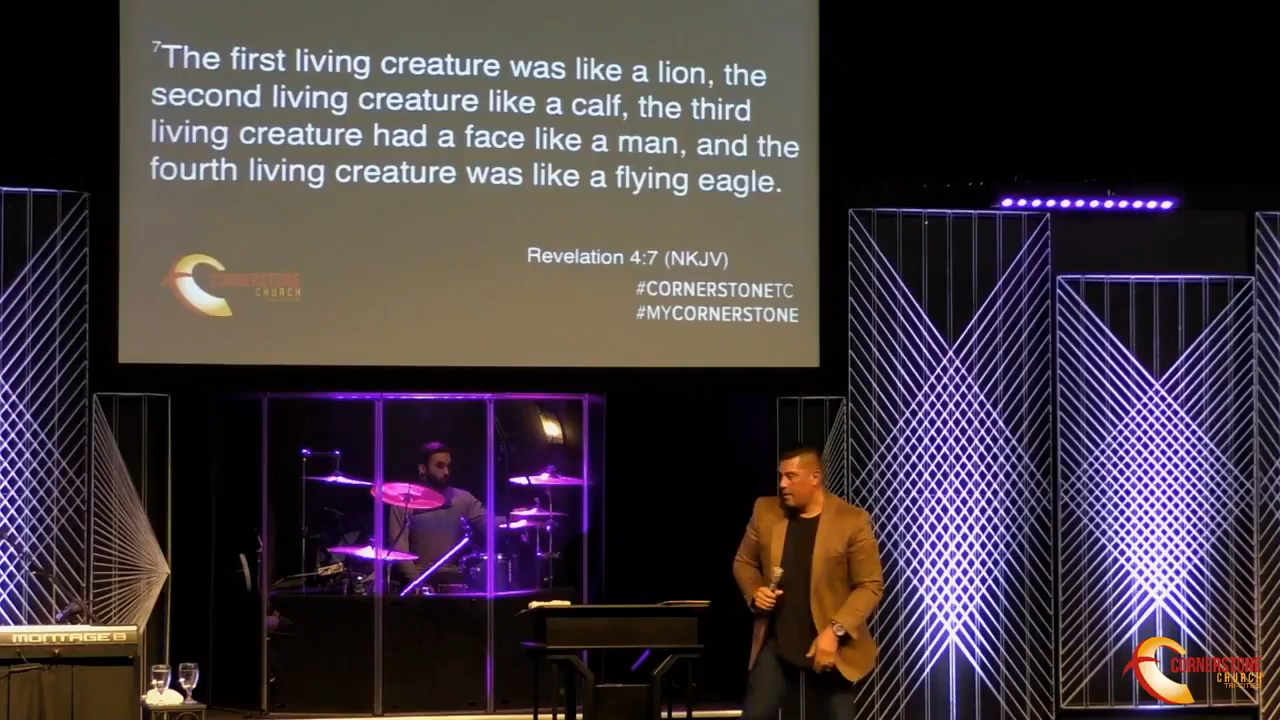 ⁷The first living creature was like a lion, the
second living creature like a calf, the third
living creature had a face like a man, and the
fourth living creature was like a flying eagle.
Revelation 4:7 (NKJV)
CORNERSTONE
CHURCH
#CORNERSTONETC
#MYCORNERSTONE
MONTAGE8
CORNERSTONE
CHURCH
TRI-CITIES